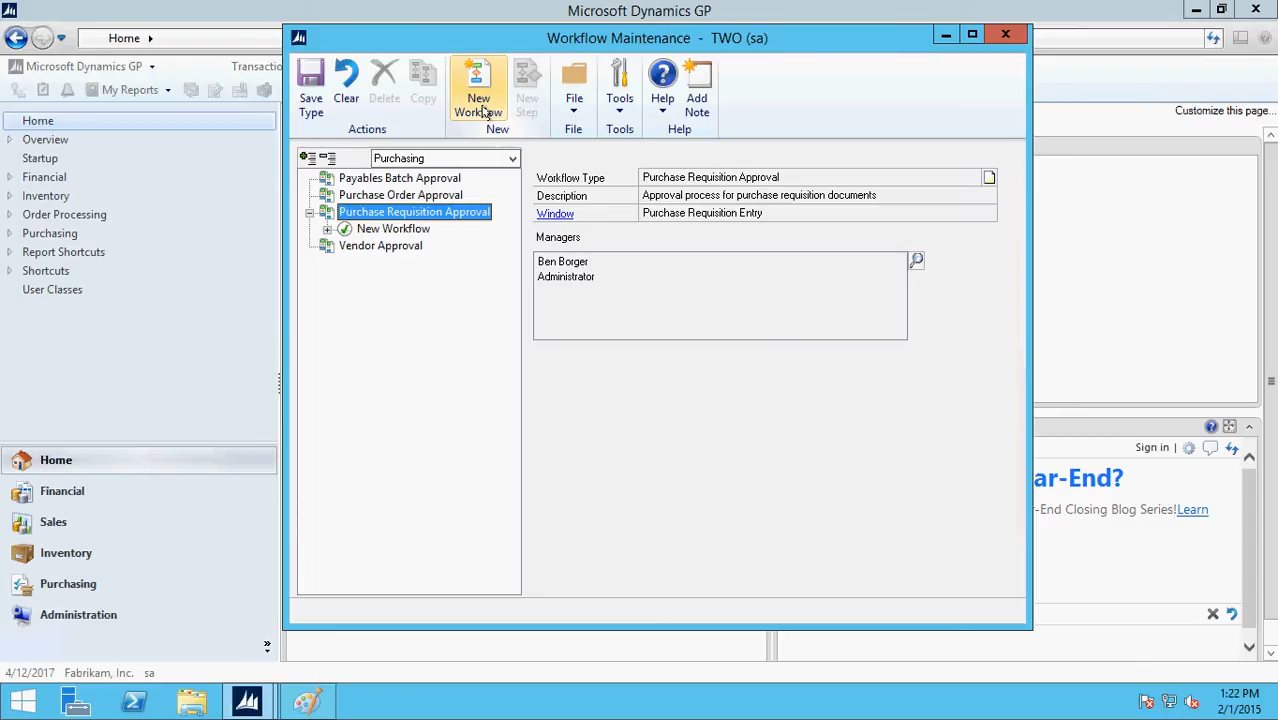 Microsoft Dynamics GP
Home
Microsoft Dynamics GP
Transactio
My Reports
Customize this page...
Home
Overview
Startup
Financial
Inventory
Order Processing
Purchasing
Report Shortcuts
Shortcuts
User Classes
Home
Financial
Sales
Inventory
Purchasing
Administration
Workflow Maintenance - TWO (sa)
Save Type
Clear
Delete
Copy
New Workflow
New Step
File
Tools
Help
Add Note
Actions
New
File
Tools
Help
Purchasing
Payables Batch Approval
Purchase Order Approval
Purchase Requisition Approval
New Workflow
Vendor Approval
Workflow Type
Purchase Requisition Approval
Description
Approval process for purchase requisition documents
Window
Purchase Requisition Entry
Managers
Ben Borger
Administrator
Sign in |
ar-End?
-End Closing Blog Series!Learn
4/12/2017 Fabrikam, Inc. sa
1:22 PM
2/1/2015